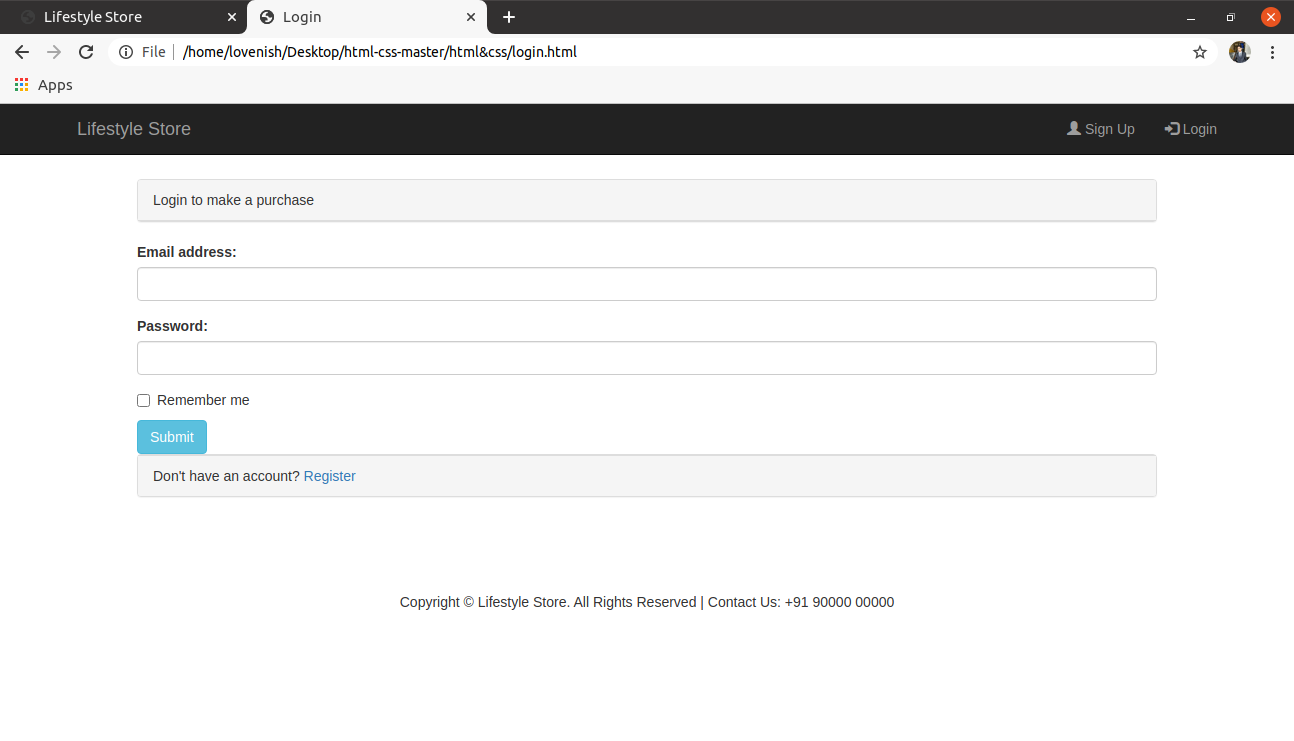 Lifestyle Store
Login
File /home/lovenish/Desktop/html-css-master/html&css/login.html
Apps
Lifestyle Store
Sign Up
Login
Login to make a purchase
Email address:
Password:
Remember me
Submit
Don't have an account? Register
Copyright © Lifestyle Store. All Rights Reserved | Contact Us: +91 90000 00000